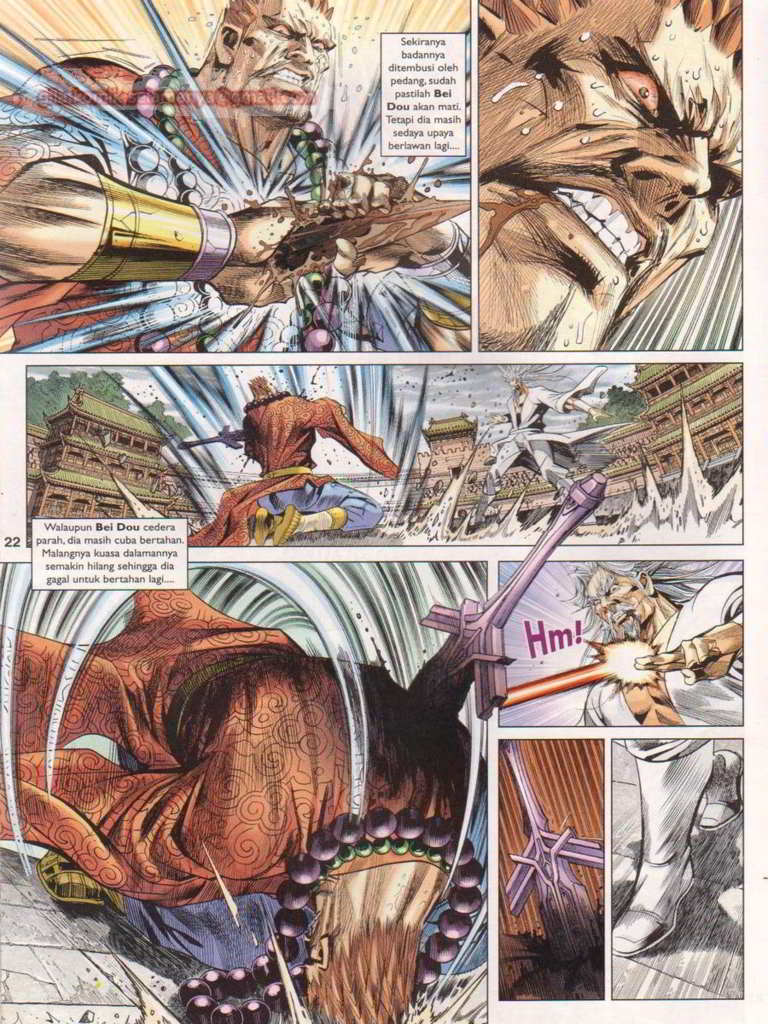 Sekiranya
badannya
ditembusi oleh
pedang, sudah
pastilah Bei
Dou akan mati.
Tetapi dia masih
sedaya upaya
berlawan lagi....
22
Walaupun Bei Dou cedera
parah, dia masih cuba bertahan.
Malangnya kuasa dalamannya
semakin hilang sehingga dia
gagal untuk bertahan lagi....
Hm!